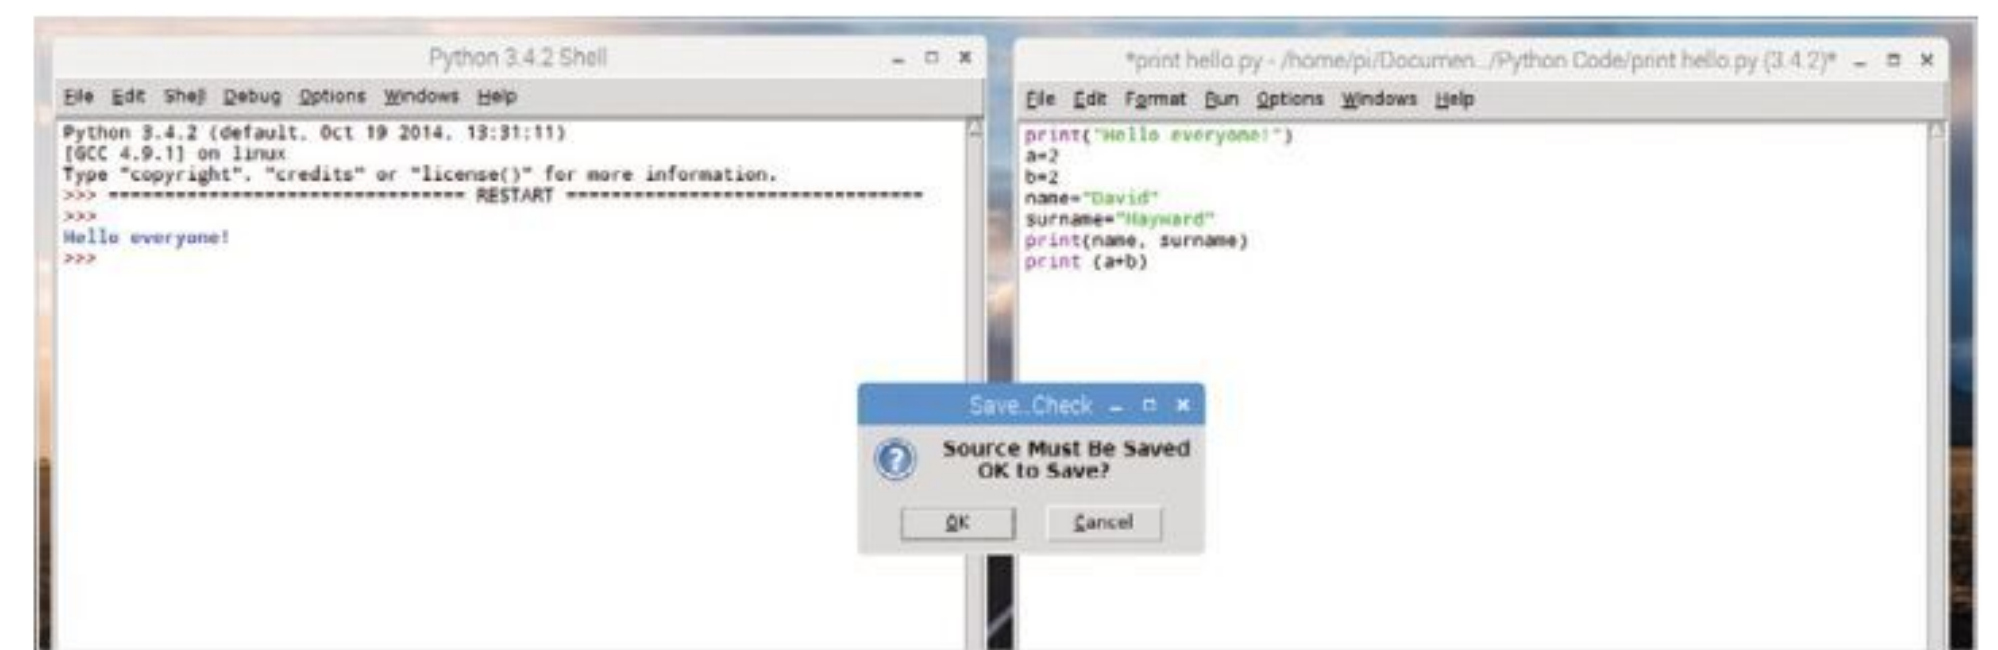 Python 3.4.2 Shell
File Edit Shell Debug Options Windows Help
Python 3.4.2 (default, Oct 19 2014, 13:31:11)
[GCC 4.9.1] on linux
Type "copyright", "credits" or "license()" for more information.
>>> ================================ RESTART ================================
>>>
Hello everyone!
>>>
*print hello.py - /home/pi/Documen.../Python Code/print hello.py (3.4.2)*
File Edit Format Run Options Windows Help
print("Hello everyone!")
a=2
b=2
name="David"
surname="Hayward"
print(name, surname)
print (a+b)
Save..Check
Source Must Be Saved
OK to Save?
OK Cancel